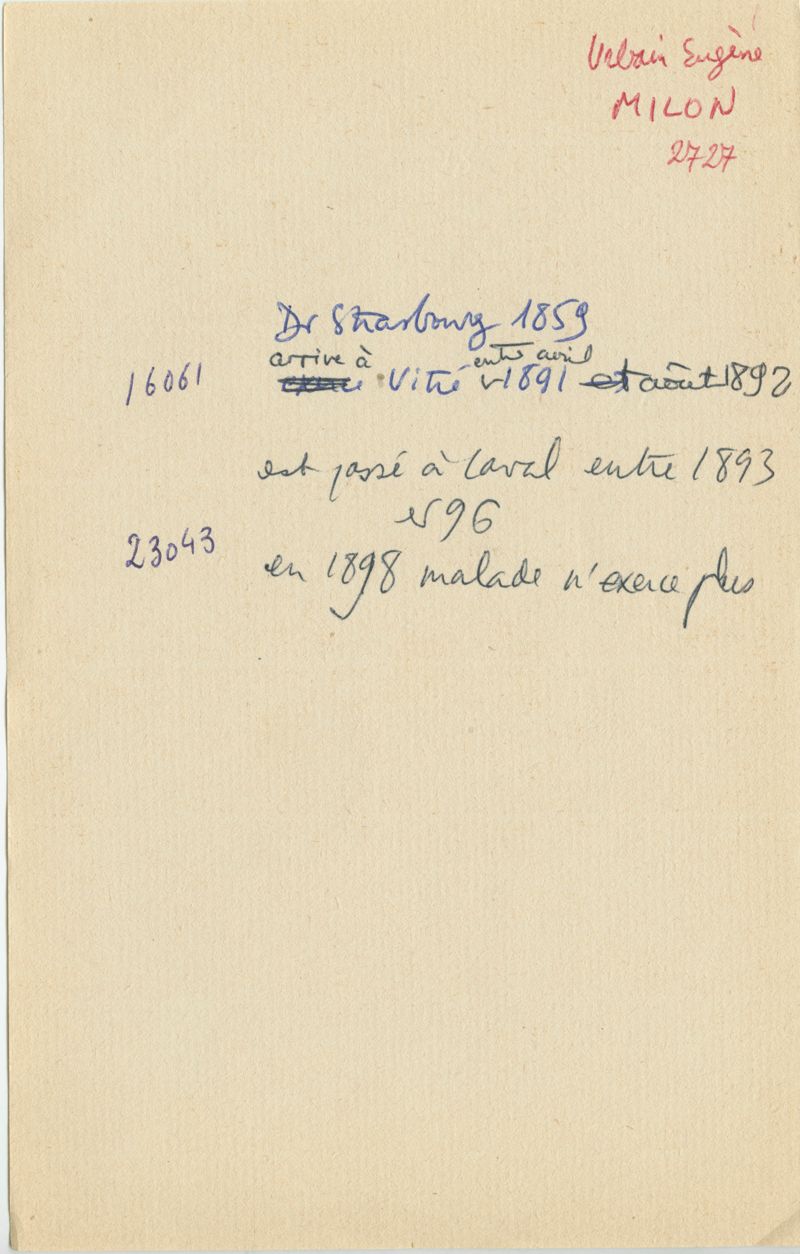 Urbain Eugène
MILON
2727
Dr Strasbourg 1859
arrive à entre avril
16061 Vitré 1891 et août 1892
est passé à Laval entre 1893
et 96
23043
en 1898 malade n'exerce plus